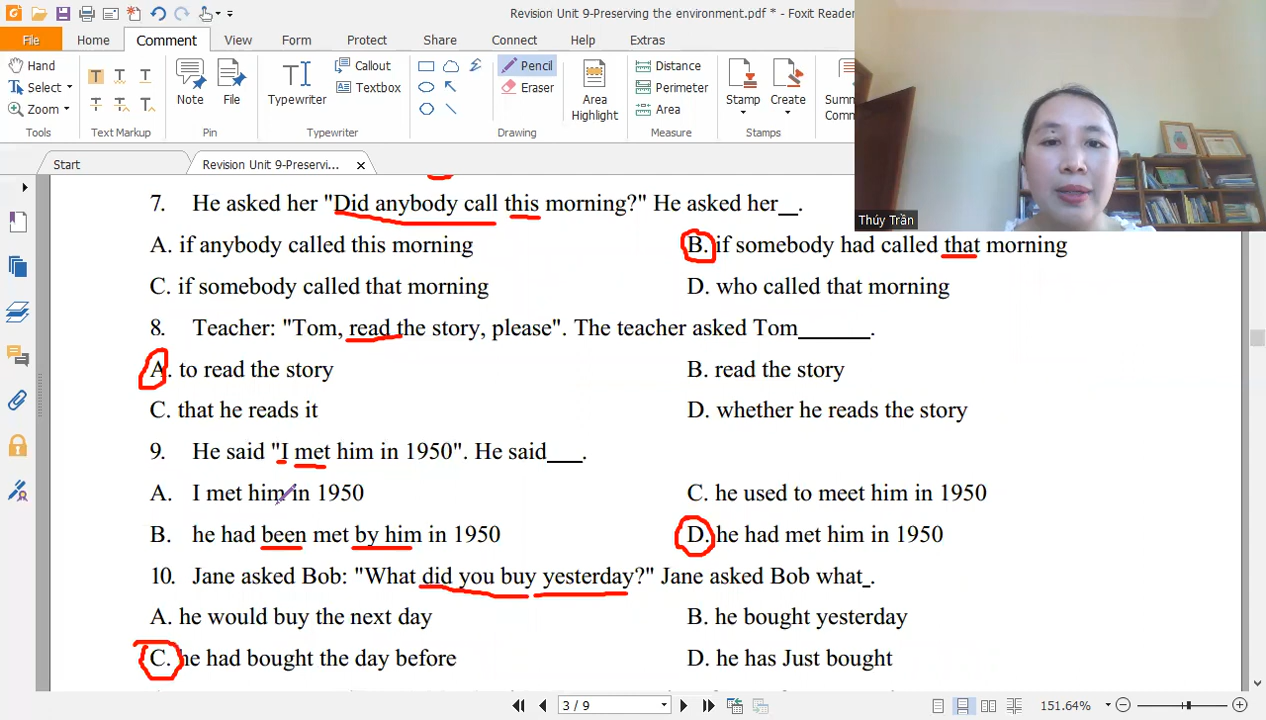 Revision Unit 9-Preserving the environment.pdf * - Foxit Reade
File Home Comment View Form Protect Share Connect Help Extras
Hand
Select
Zoom
Tools
Text Markup
Note
File
Pin
Typewriter
Callout
Textbox
Typewriter
Pencil
Eraser
Drawing
Area
Highlight
Distance
Perimeter
Area
Measure
Stamp
Create
Stamps
Summ
Comm
Start
Revision Unit 9-Preservi...
Thúy Trần
7. He asked her "Did anybody call this morning?" He asked her__.
A. if anybody called this morning B. if somebody had called that morning
C. if somebody called that morning D. who called that morning
8. Teacher: "Tom, read the story, please". The teacher asked Tom______.
A. to read the story B. read the story
C. that he reads it D. whether he reads the story
9. He said "I met him in 1950". He said___.
A. I met him in 1950 C. he used to meet him in 1950
B. he had been met by him in 1950 D. he had met him in 1950
10. Jane asked Bob: "What did you buy yesterday?" Jane asked Bob what_.
A. he would buy the next day B. he bought yesterday
C. he had bought the day before D. he has Just bought
3 / 9
151.64%